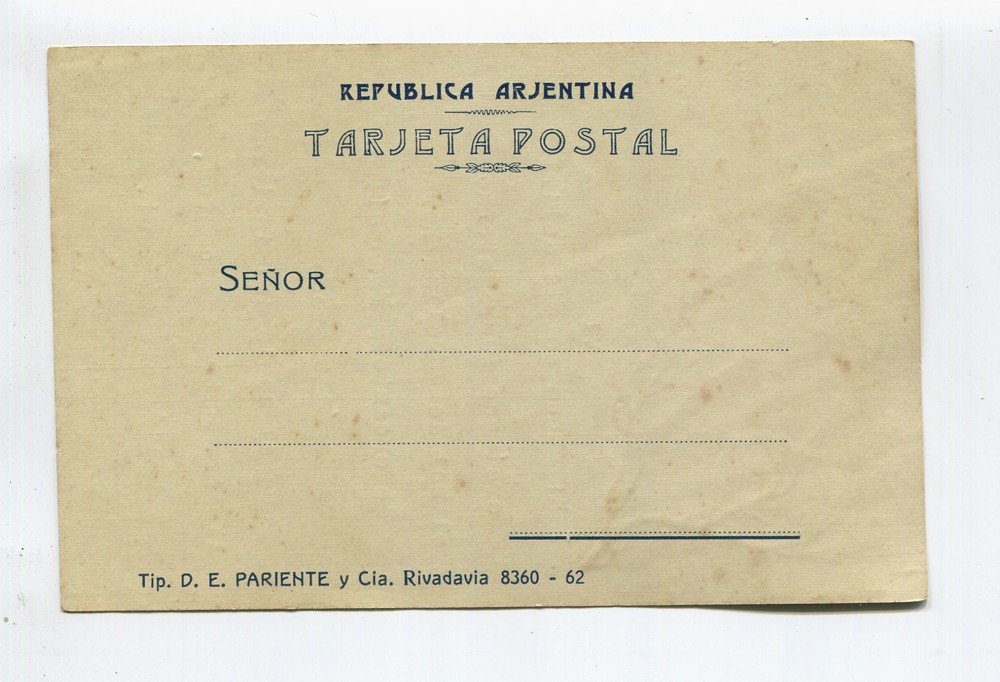 REPUBLICA ARJENTINA
TARJETA POSTAL
SEÑOR
Tip. D. E. PARIENTE y Cia. Rivadavia 8360 - 62